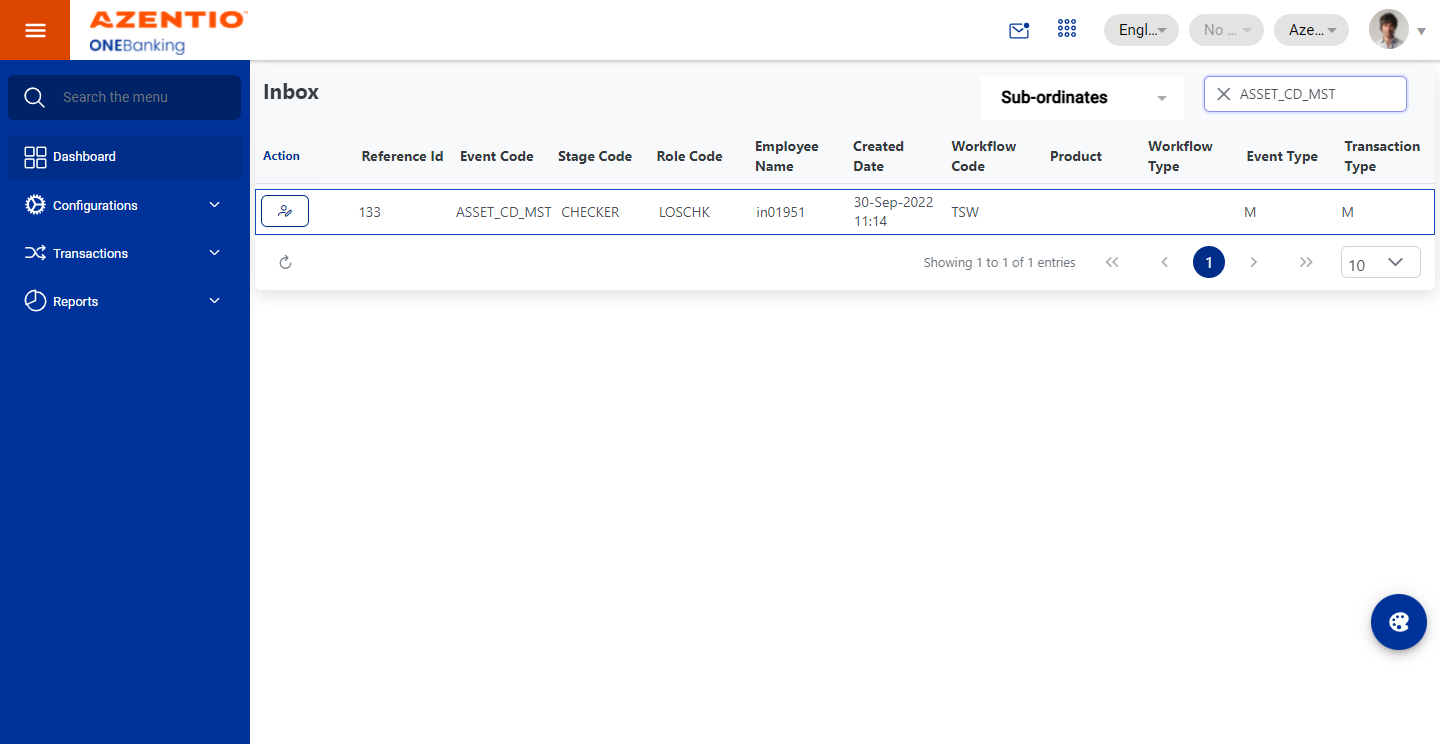 AZENTIO
ONEBanking
Engl...
No ...
Aze...
Search the menu
Dashboard
Configurations
Transactions
Reports
Inbox
Sub-ordinates
ASSET_CD_MST
Action
Reference Id
Event Code
Stage Code
Role Code
Employee Name
Created Date
Workflow Code
Product
Workflow Type
Event Type
Transaction Type
133
ASSET_CD_MST
CHECKER
LOSCHK
in01951
30-Sep-2022
11:14
TSW
M
M
Showing 1 to 1 of 1 entries
1
10